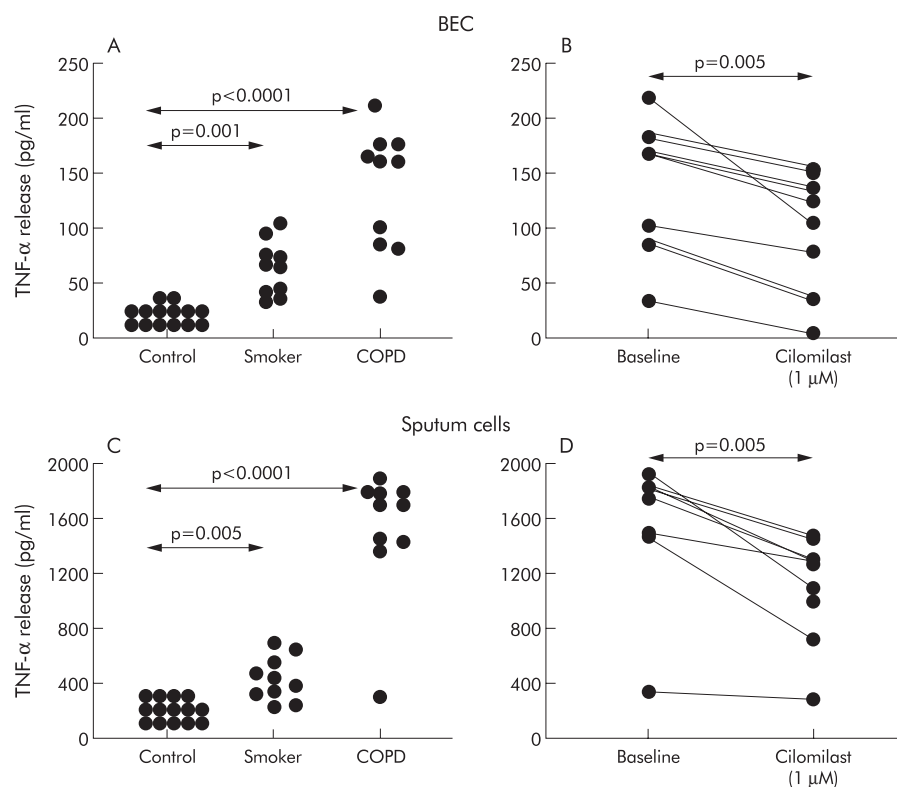 BEC
A
TNF-α release (pg/ml)
250
200
150
100
50
0
p<0.0001
p=0.001
Control Smoker COPD
B
250
200
150
100
50
0
p=0.005
Baseline Cilomilast
(1 µM)
Sputum cells
C
TNF-α release (pg/ml)
2000
1600
1200
800
400
0
p<0.0001
p=0.005
Control Smoker COPD
D
2000
1600
1200
800
400
0
p=0.005
Baseline Cilomilast
(1 µM)